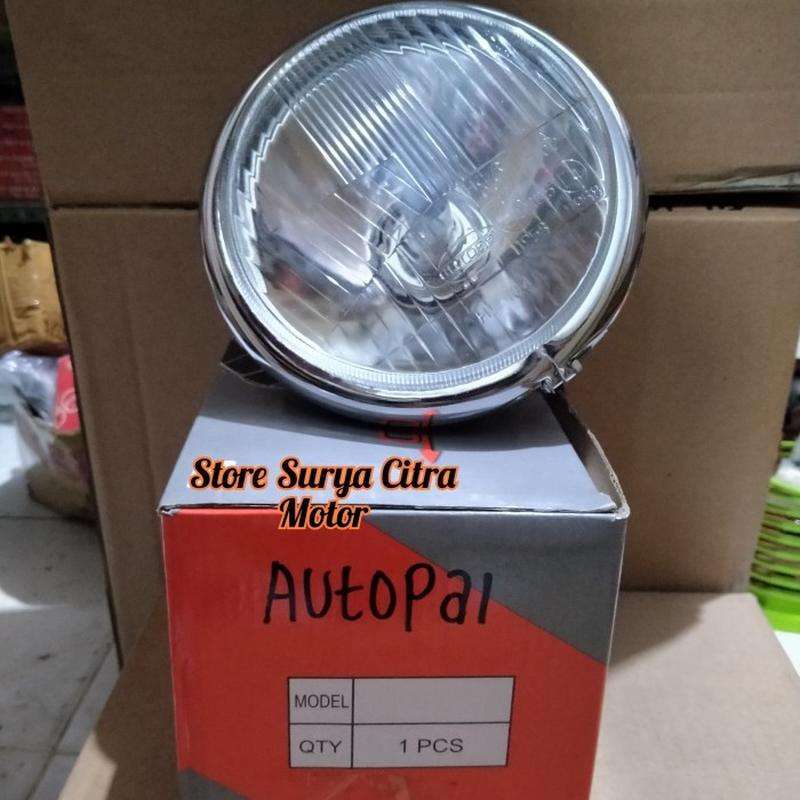 Store Surya Citra
Motor
AUtoPal
MODEL
QTY 1 PCS